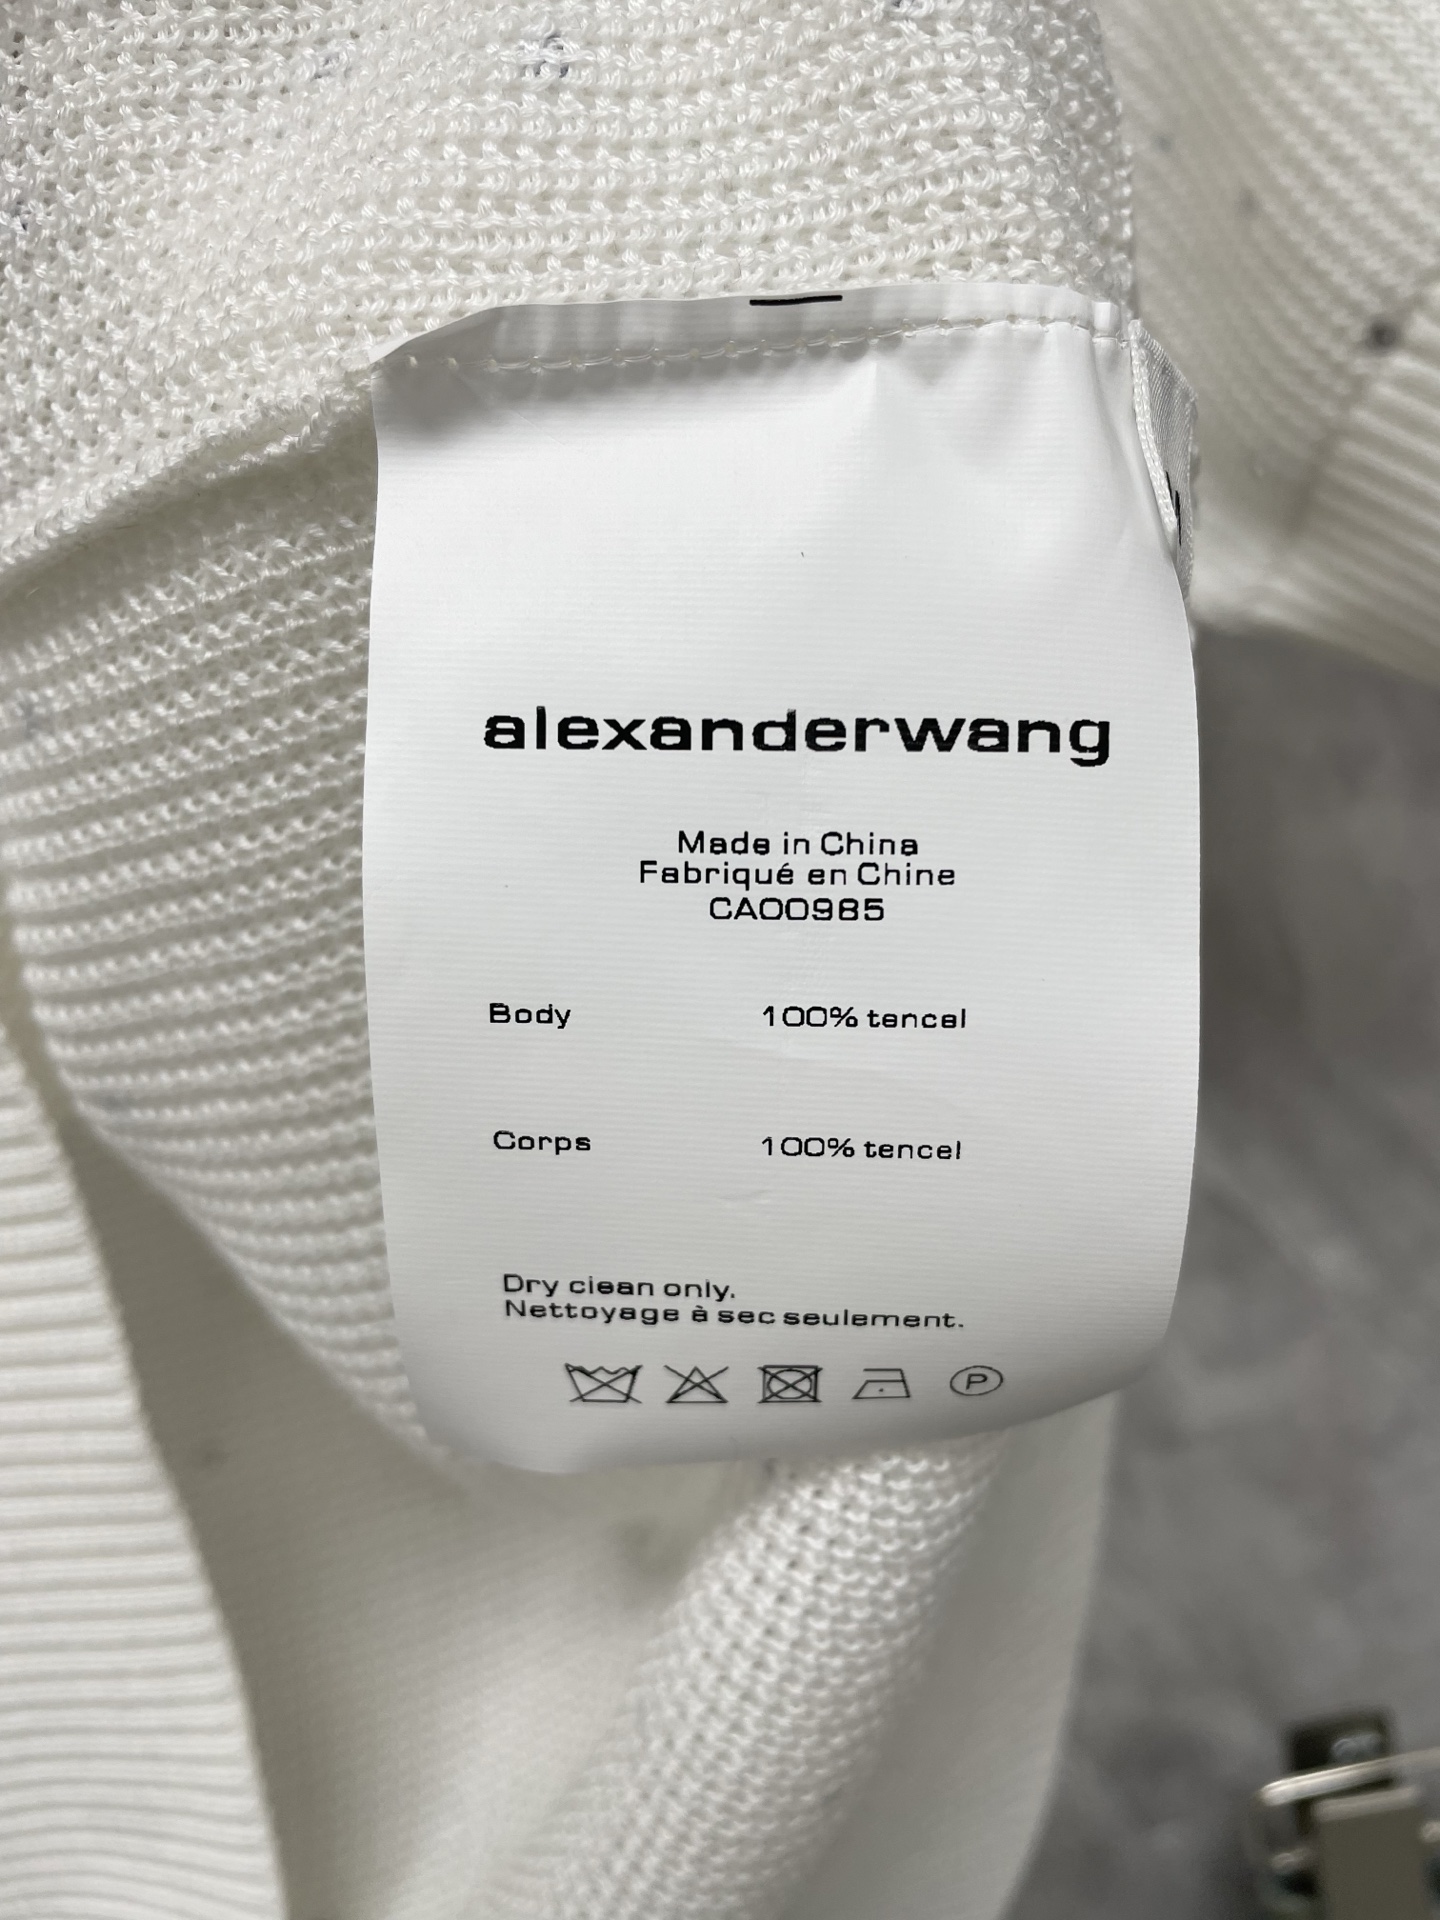 alexanderwang
Made in China
Fabriqué en Chine
CA00985
Body 100% tencel
Corps 100% tencel
Dry clean only.
Nettoyage à sec seulement.
P